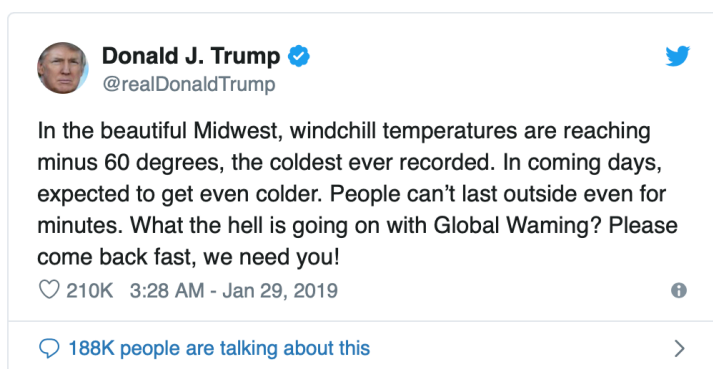 Donald J. Trump
@realDonaldTrump
In the beautiful Midwest, windchill temperatures are reaching
minus 60 degrees, the coldest ever recorded. In coming days,
expected to get even colder. People can’t last outside even for
minutes. What the hell is going on with Global Waming? Please
come back fast, we need you!
210K 3:28 AM - Jan 29, 2019
188K people are talking about this